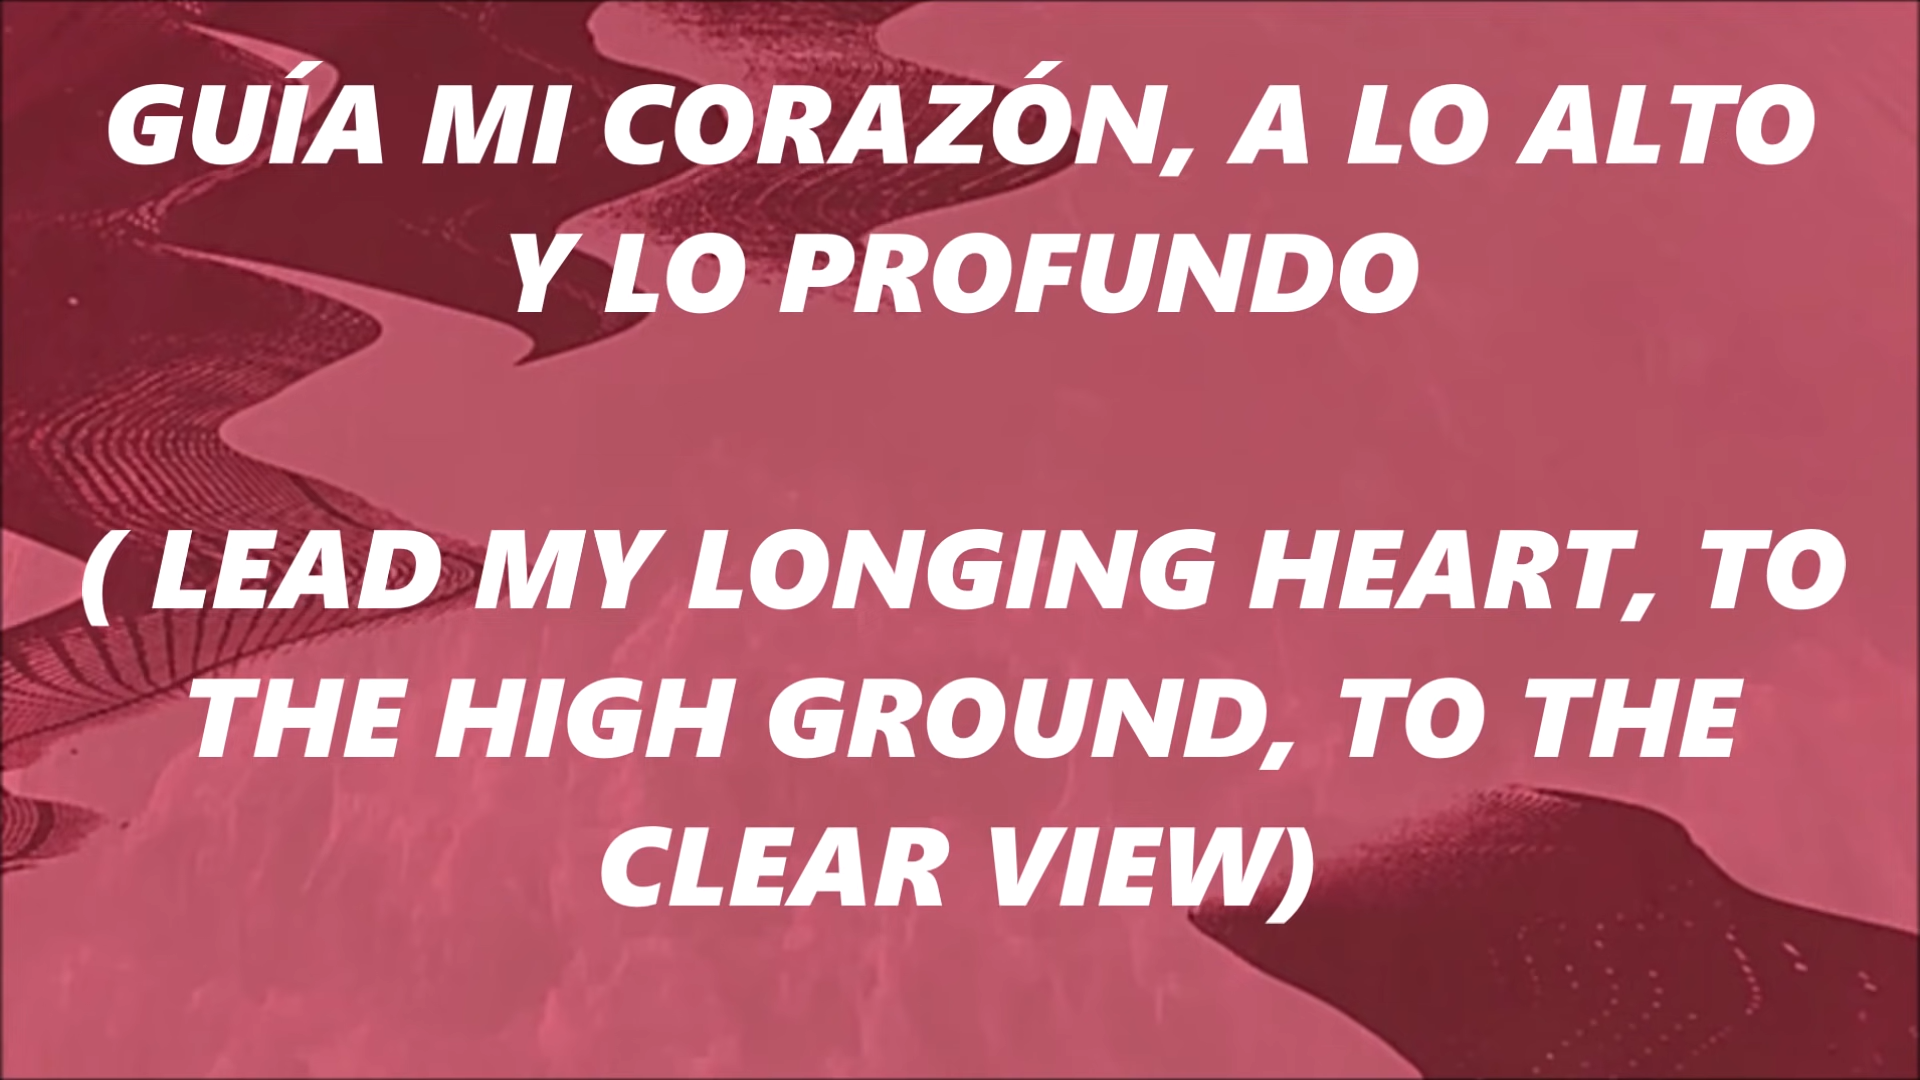 GUÍA MI CORAZÓN, A LO ALTO
Y LO PROFUNDO
( LEAD MY LONGING HEART, TO
THE HIGH GROUND, TO THE
CLEAR VIEW)